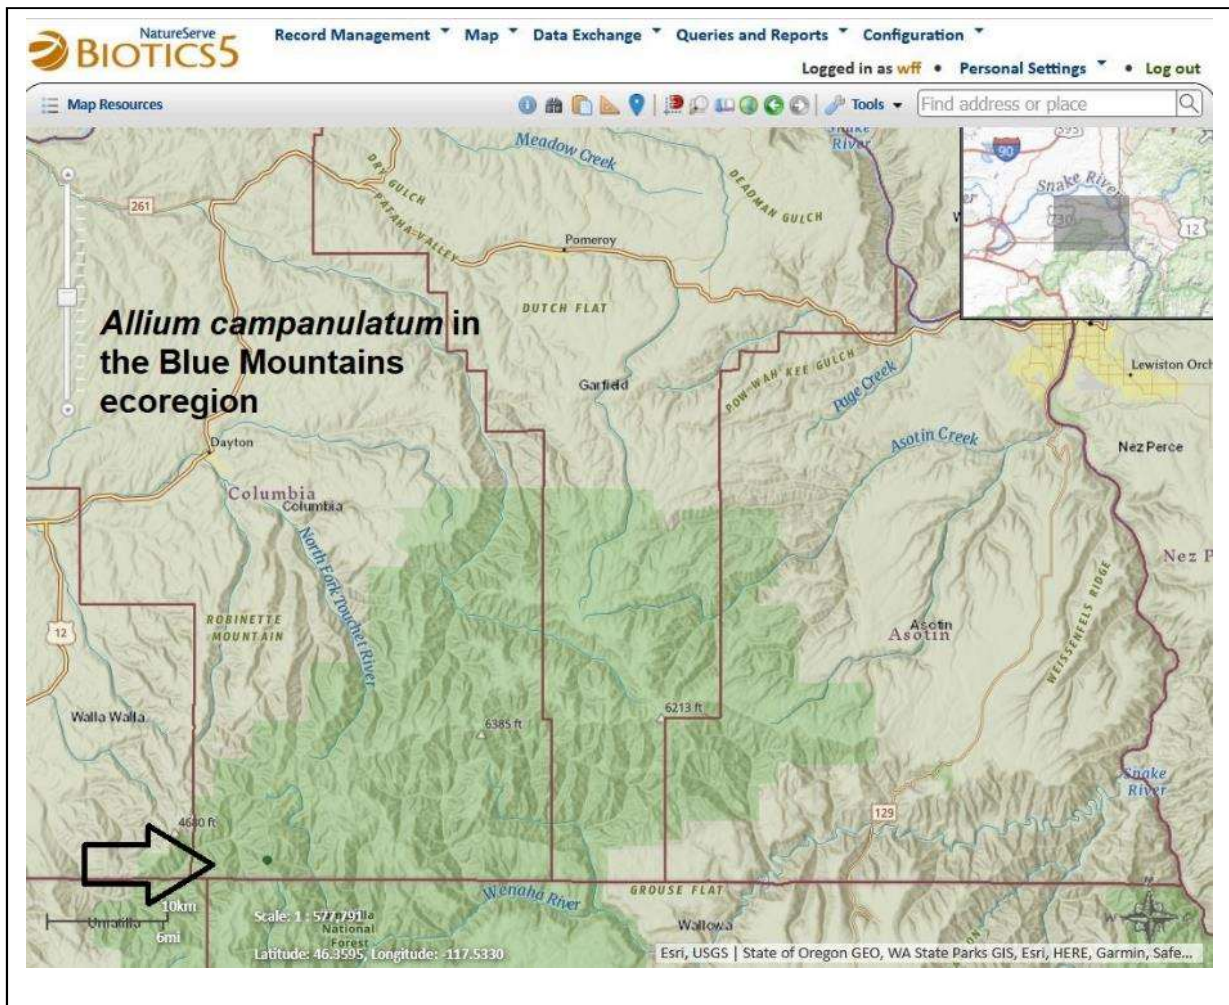 NatureServe
BIOTICS5
Record Management Map Data Exchange Queries and Reports Configuration
Logged in as wff • Personal Settings • Log out
Map Resources
Tools
Find address or place
Meadow Creek
Snake River
DRY GULCH
DEADMAN GULCH
90
395
Snake River
730
12
261
PATAHA VALLEY
Pomeroy
DUTCH FLAT
Allium campanulatum in
the Blue Mountains
ecoregion
Garfield
POW-WAH KEE GULCH
Page Creek
Lewiston Orch
Dayton
Asotin Creek
Nez Perce
Columbia
Columbia
North Fork Touchet River
Nez P
ROBINETTE
MOUNTAIN
12
Asotin
Asotin
WEISSENFELS RIDGE
Walla Walla
6385 ft
6213 ft
Snake
River
129
4680 ft
Wenaha River
GROUSE FLAT
10km
Umatilla
6mi
Scale: 1 : 577,791
National
Forest
Wallowa
Latitude: 46.3595, Longitude: -117.5330
Esri, USGS | State of Oregon GEO, WA State Parks GIS, Esri, HERE, Garmin, Safe...